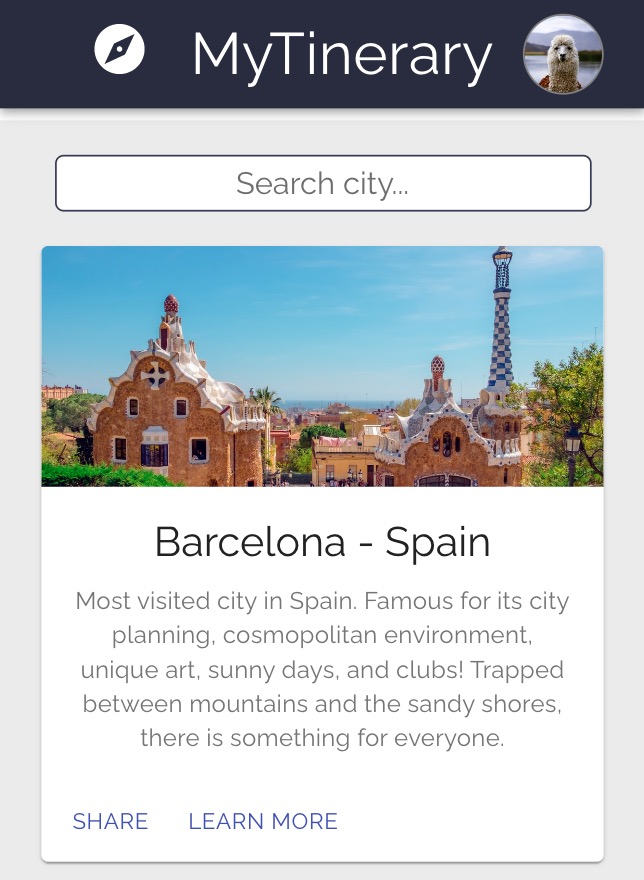 MyTinerary
Search city...
Barcelona - Spain
Most visited city in Spain. Famous for its city
planning, cosmopolitan environment,
unique art, sunny days, and clubs! Trapped
between mountains and the sandy shores,
there is something for everyone.
SHARE LEARN MORE